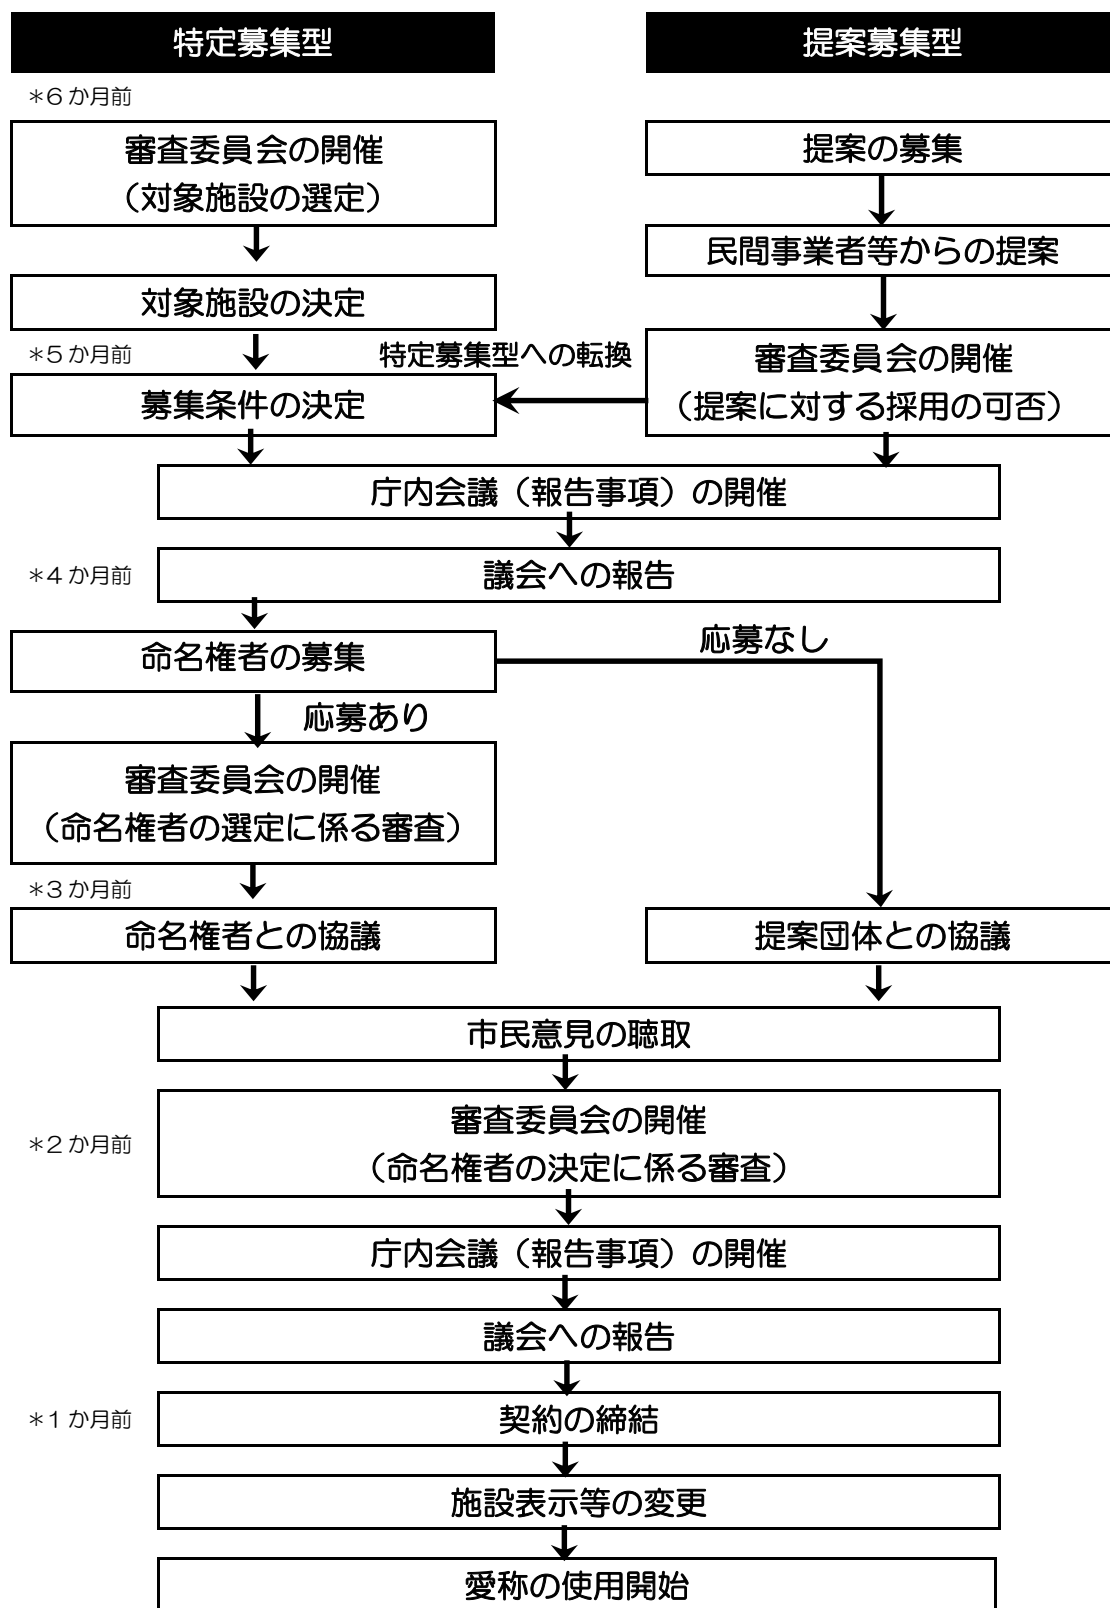 特定募集型
提案募集型
*6か月前
審査委員会の開催
(対象施設の選定)
提案の募集
民間事業者等からの提案
対象施設の決定
*5か月前
特定募集型への転換
審査委員会の開催
(提案に対する採用の可否)
募集条件の決定
庁内会議(報告事項)の開催
*4か月前
議会への報告
命名権者の募集
応募なし
応募あり
審査委員会の開催
(命名権者の選定に係る審査)
*3か月前
命名権者との協議
提案団体との協議
市民意見の聴取
*2か月前
審査委員会の開催
(命名権者の決定に係る審査)
庁内会議(報告事項)の開催
議会への報告
*1か月前
契約の締結
施設表示等の変更
愛称の使用開始